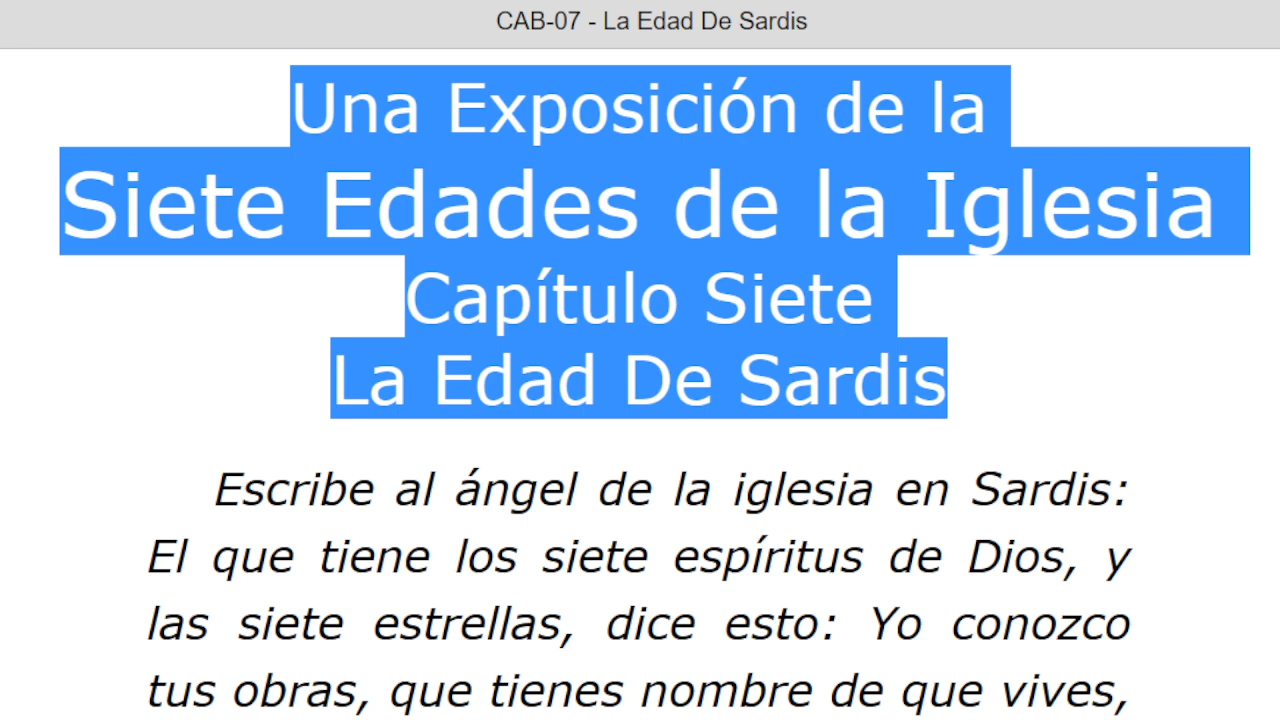 CAB-07 - La Edad De Sardis
Una Exposición de la
Siete Edades de la Iglesia
Capítulo Siete
La Edad De Sardis
Escribe al ángel de la iglesia en Sardis:
El que tiene los siete espíritus de Dios, y
las siete estrellas, dice esto: Yo conozco
tus obras, que tienes nombre de que vives,